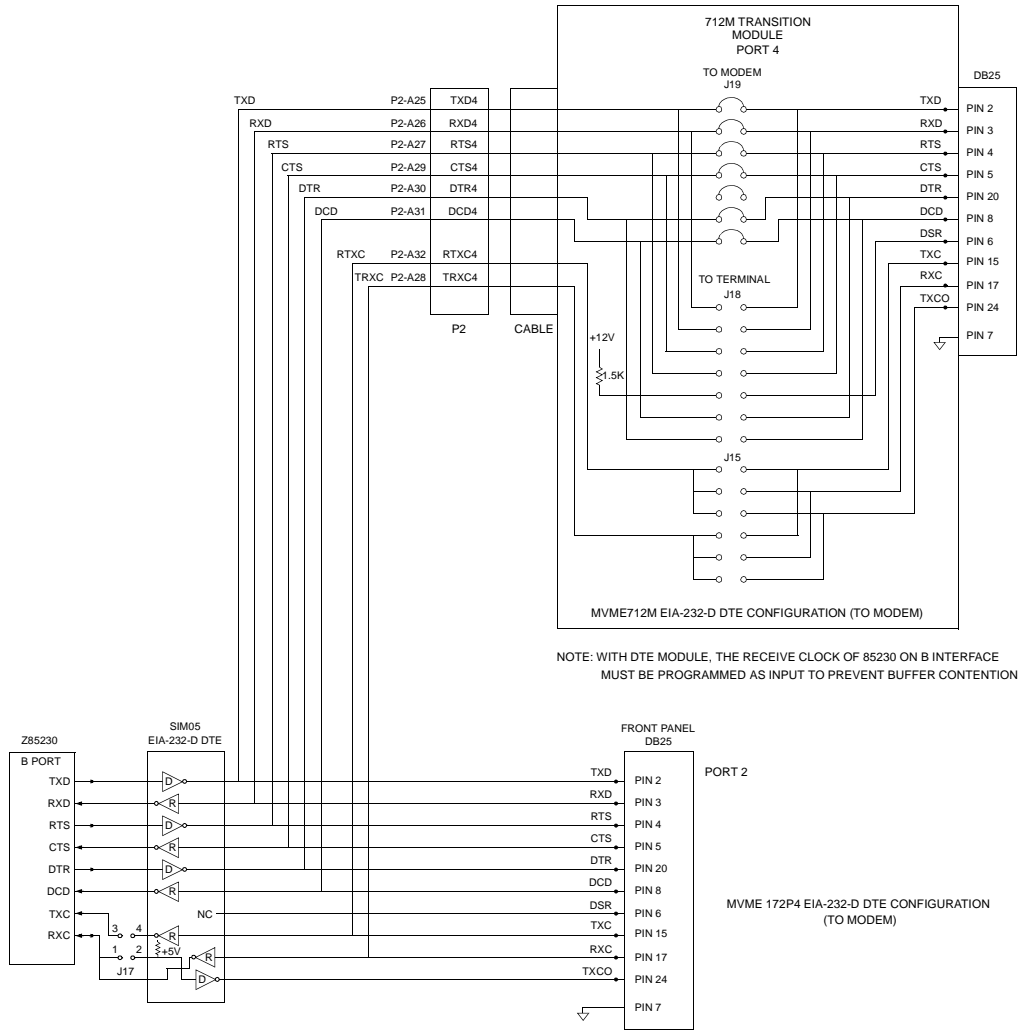 712M TRANSITION
MODULE
PORT 4
TO MODEM
J19
DB25
TXD
P2-A25
TXD4
TXD
PIN 2
RXD
P2-A26
RXD4
RXD
PIN 3
RTS
P2-A27
RTS4
RTS
PIN 4
CTS
P2-A29
CTS4
CTS
PIN 5
DTR
P2-A30
DTR4
DTR
PIN 20
DCD
P2-A31
DCD4
DCD
PIN 8
DSR
PIN 6
RTXC
P2-A32
RTXC4
TXC
PIN 15
TRXC
P2-A28
TRXC4
RXC
PIN 17
TO TERMINAL
J18
TXCO
PIN 24
P2
CABLE
+12V
PIN 7
1.5K
J15
MVME712M EIA-232-D DTE CONFIGURATION (TO MODEM)
NOTE: WITH DTE MODULE, THE RECEIVE CLOCK OF 85230 ON B INTERFACE
MUST BE PROGRAMMED AS INPUT TO PREVENT BUFFER CONTENTION
Z85230
SIM05
EIA-232-D DTE
FRONT PANEL
DB25
B PORT
PORT 2
TXD
D
TXD
PIN 2
RXD
R
RXD
PIN 3
RTS
D
RTS
PIN 4
CTS
R
CTS
PIN 5
DTR
D
DTR
PIN 20
DCD
R
DCD
PIN 8
TXC
NC
DSR
PIN 6
MVME 172P4 EIA-232-D DTE CONFIGURATION
(TO MODEM)
RXC
3
4
R
TXC
PIN 15
1
2
+5V
R
RXC
PIN 17
J17
D
TXCO
PIN 24
PIN 7